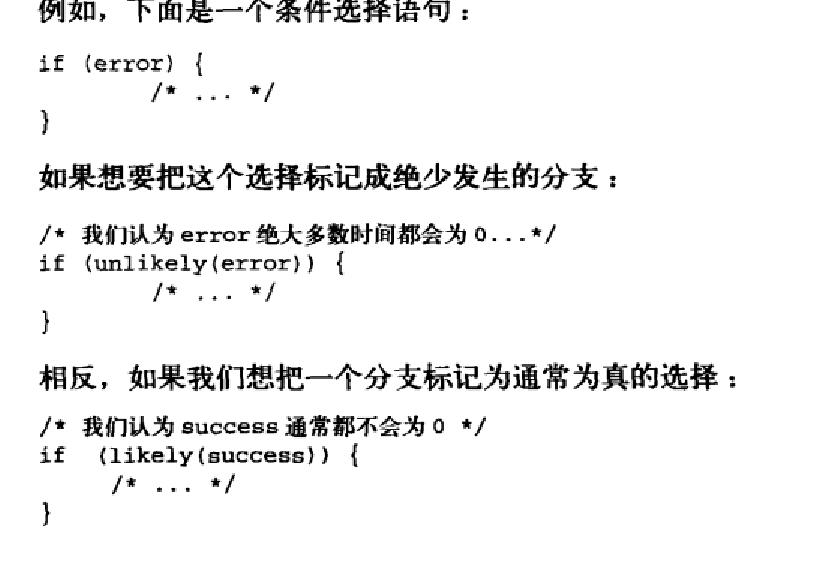 例如，下面是一个条件选择语句：
if (error) {
        /* ... */
}
如果想要把这个选择标记成绝少发生的分支：
/* 我们认为 error 绝大多数时间都会为 0...*/
if (unlikely(error)) {
        /* ... */
}
相反，如果我们想把一个分支标记为通常为真的选择：
/* 我们认为 success 通常都不会为 0 */
if  (likely(success)) {
     /* ... */
}